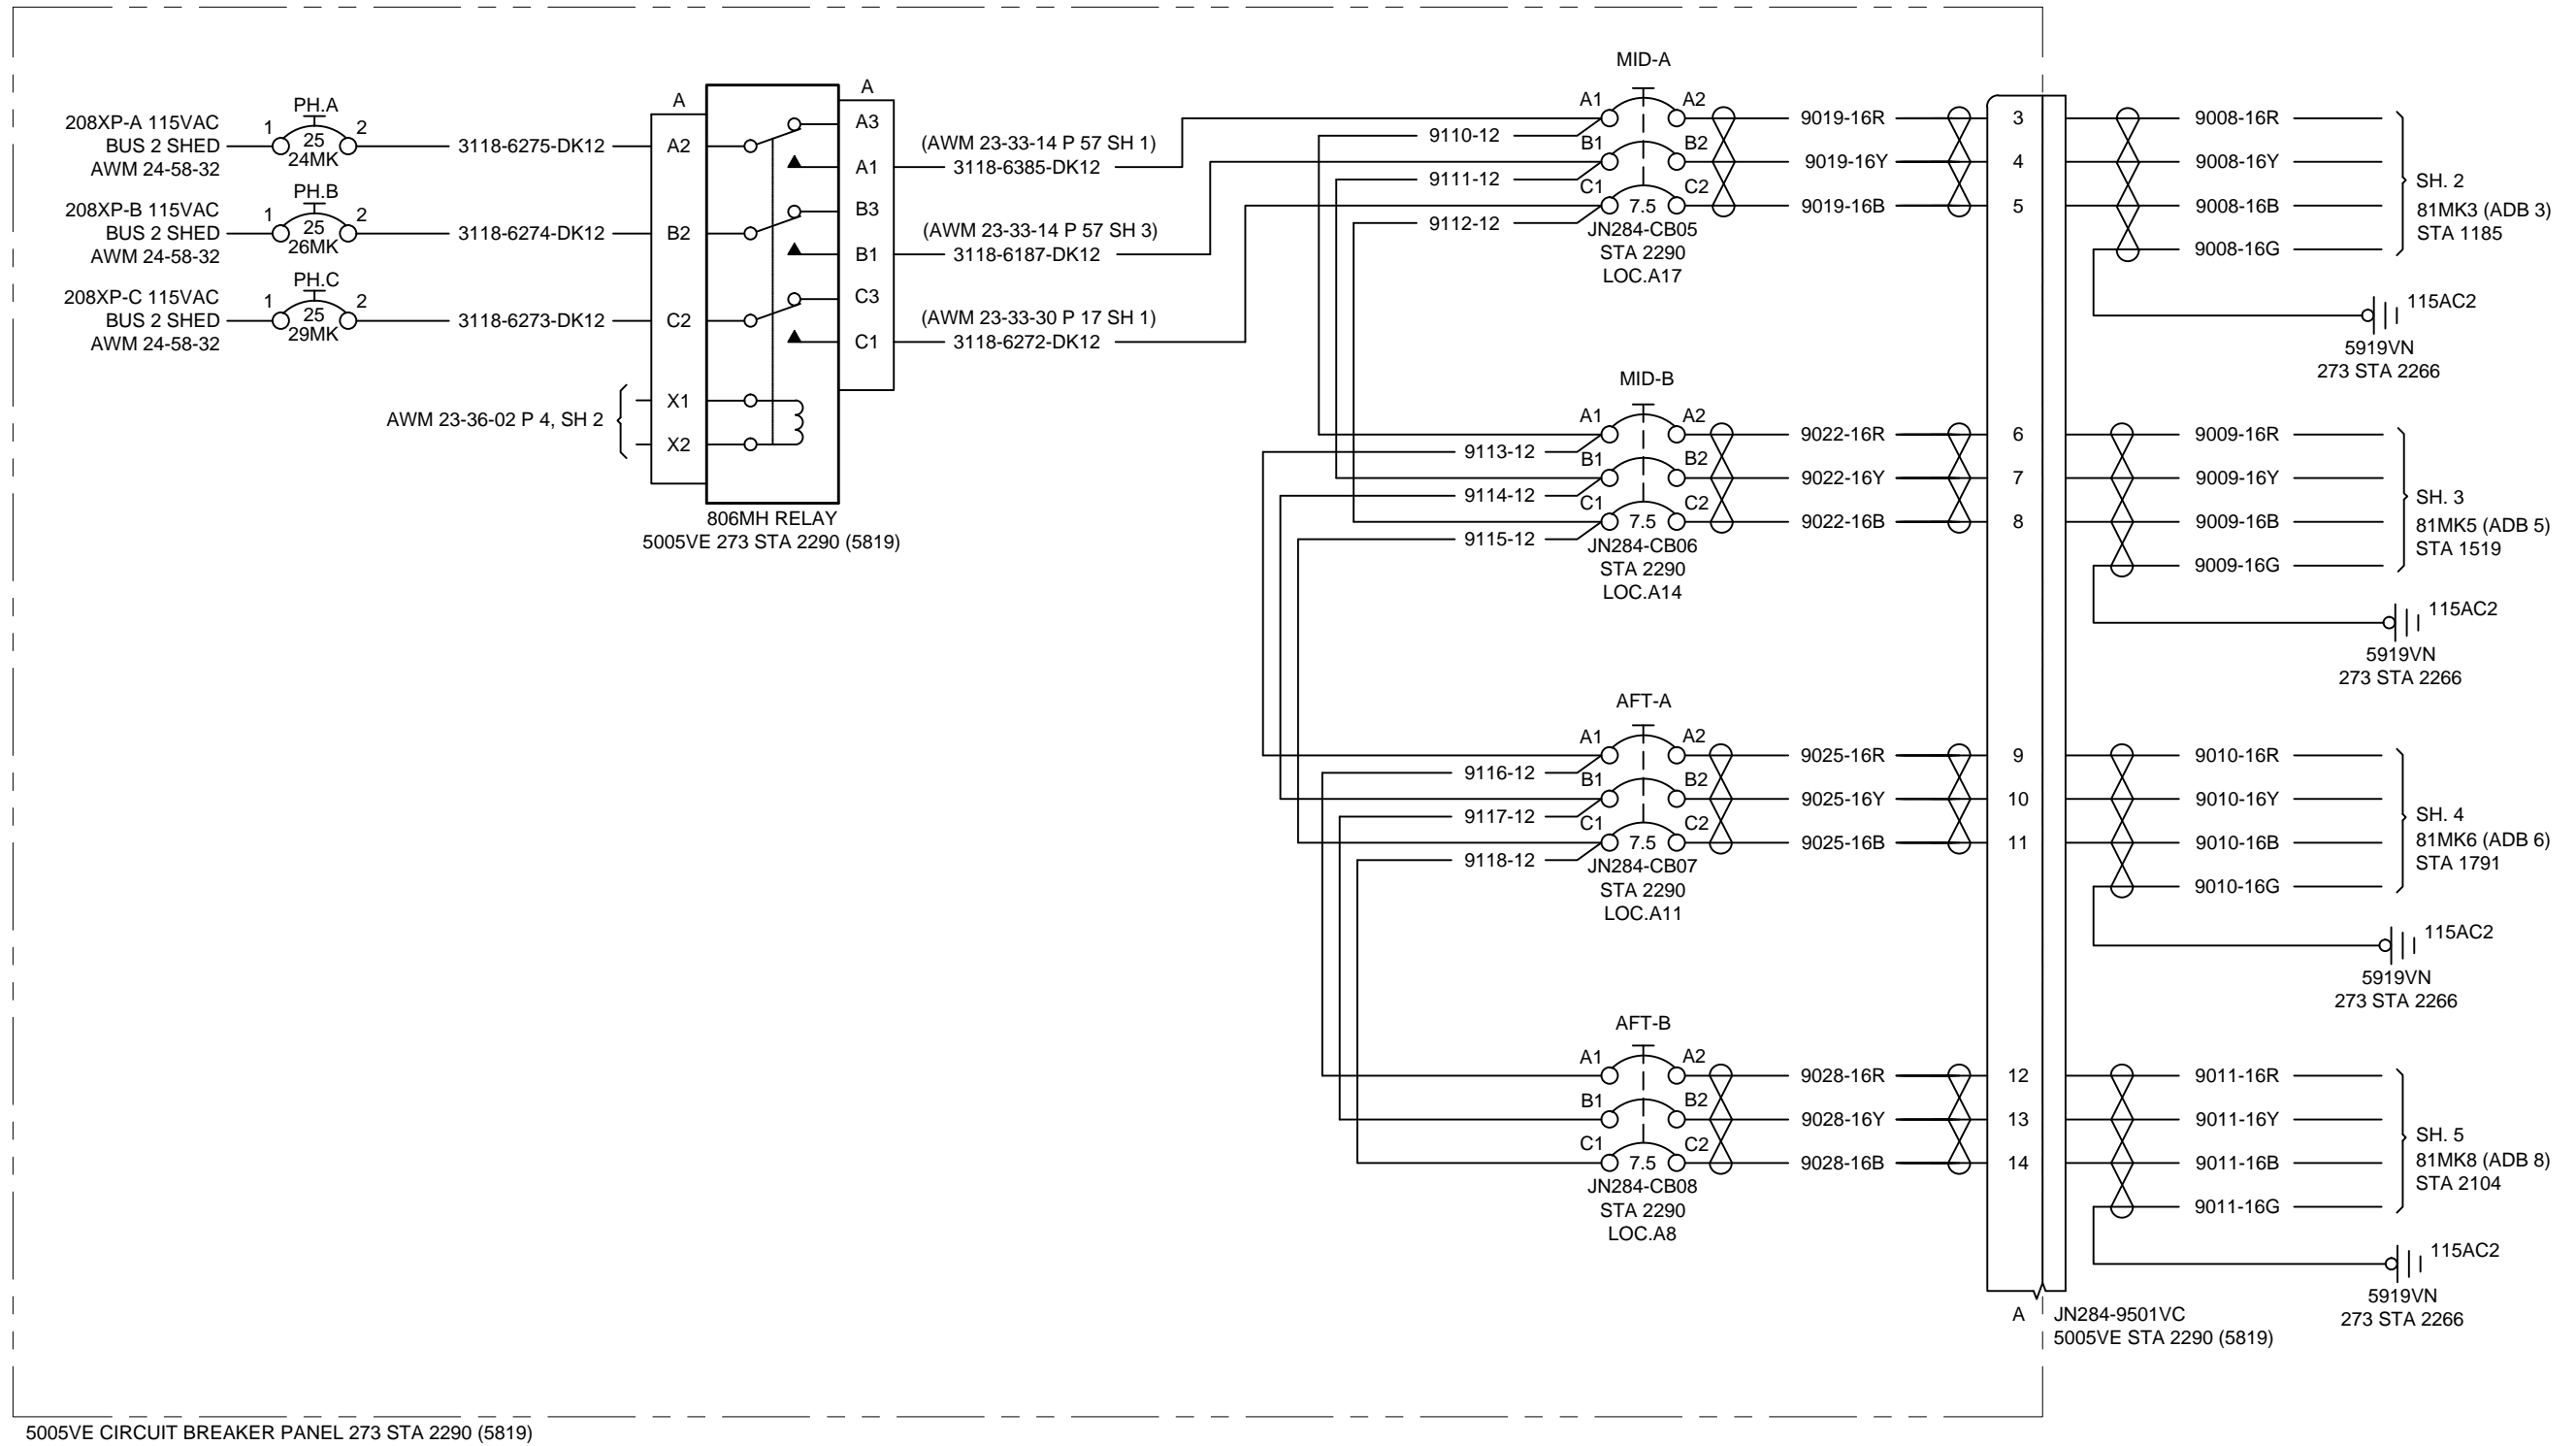 PH.A
208XP-A 115VAC
BUS 2 SHED
AWM 24-58-32
1
25
24MK
2
3118-6275-DK12
PH.B
208XP-B 115VAC
BUS 2 SHED
AWM 24-58-32
1
25
26MK
2
3118-6274-DK12
PH.C
208XP-C 115VAC
BUS 2 SHED
AWM 24-58-32
1
25
29MK
2
3118-6273-DK12
AWM 23-36-02 P 4, SH 2
A
A2
B2
C2
X1
X2
A
A3
A1
B3
B1
C3
C1
806MH RELAY
5005VE 273 STA 2290 (5819)
(AWM 23-33-14 P 57 SH 1)
3118-6385-DK12
(AWM 23-33-14 P 57 SH 3)
3118-6187-DK12
(AWM 23-33-30 P 17 SH 1)
3118-6272-DK12
MID-A
A1
A2
9110-12
B1
B2
9111-12
C1
C2
9112-12
7.5
JN284-CB05
STA 2290
LOC.A17
9019-16R
9019-16Y
9019-16B
3
4
5
9008-16R
9008-16Y
9008-16B
9008-16G
SH. 2
81MK3 (ADB 3)
STA 1185
115AC2
5919VN
273 STA 2266
MID-B
A1
A2
9113-12
B1
B2
9114-12
C1
C2
9115-12
7.5
JN284-CB06
STA 2290
LOC.A14
9022-16R
9022-16Y
9022-16B
6
7
8
9009-16R
9009-16Y
9009-16B
9009-16G
SH. 3
81MK5 (ADB 5)
STA 1519
115AC2
5919VN
273 STA 2266
AFT-A
A1
A2
9116-12
B1
B2
9117-12
C1
C2
9118-12
7.5
JN284-CB07
STA 2290
LOC.A11
9025-16R
9025-16Y
9025-16B
9
10
11
9010-16R
9010-16Y
9010-16B
9010-16G
SH. 4
81MK6 (ADB 6)
STA 1791
115AC2
5919VN
273 STA 2266
AFT-B
A1
A2
B1
B2
C1
C2
7.5
JN284-CB08
STA 2290
LOC.A8
9028-16R
9028-16Y
9028-16B
12
13
14
9011-16R
9011-16Y
9011-16B
9011-16G
SH. 5
81MK8 (ADB 8)
STA 2104
115AC2
5919VN
273 STA 2266
A
JN284-9501VC
5005VE STA 2290 (5819)
5005VE CIRCUIT BREAKER PANEL 273 STA 2290 (5819)